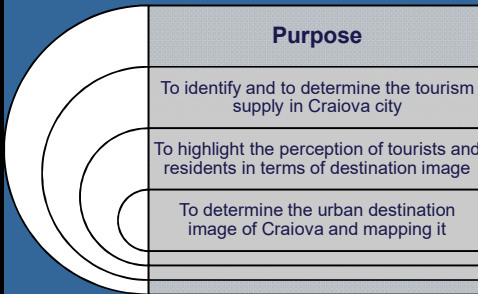 Purpose
To identify and to determine the tourism
supply in Craiova city
To highlight the perception of tourists and
residents in terms of destination image
To determine the urban destination
image of Craiova and mapping it